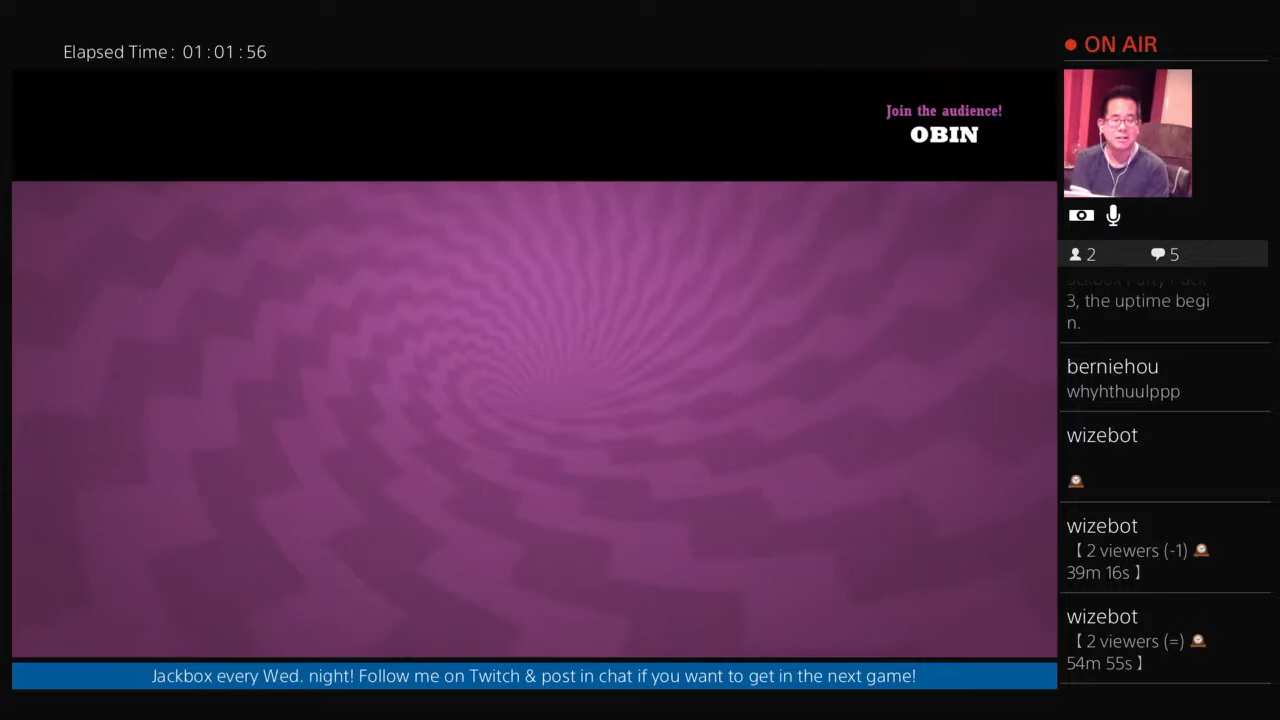 Elapsed Time: 01:01:56
ON AIR
Join the audience!
OBIN
2 5
3, the uptime begi
n.
berniehou
whyhthuulppp
wizebot
wizebot
【 2 viewers (-1)
39m 16s 】
wizebot
【 2 viewers (=)
54m 55s 】
Jackbox every Wed. night! Follow me on Twitch & post in chat if you want to get in the next game!